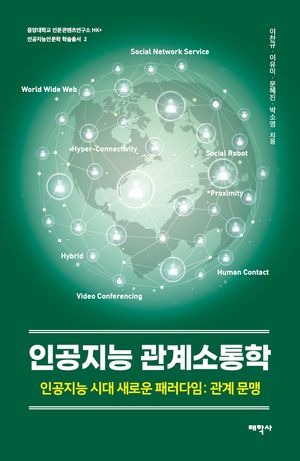 중앙대학교 인문콘텐츠연구소 HK+
인공지능인문학 학술총서 2
이찬규·이유미·문혜진·박소영 지음
Social Network Service
World Wide Web
Hyper-Connectivity
Social Robot
Proximity
Hybrid
Human Contact
Video Conferencing
인공지능 관계소통학
인공지능 시대 새로운 패러다임: 관계 문맹
태학사